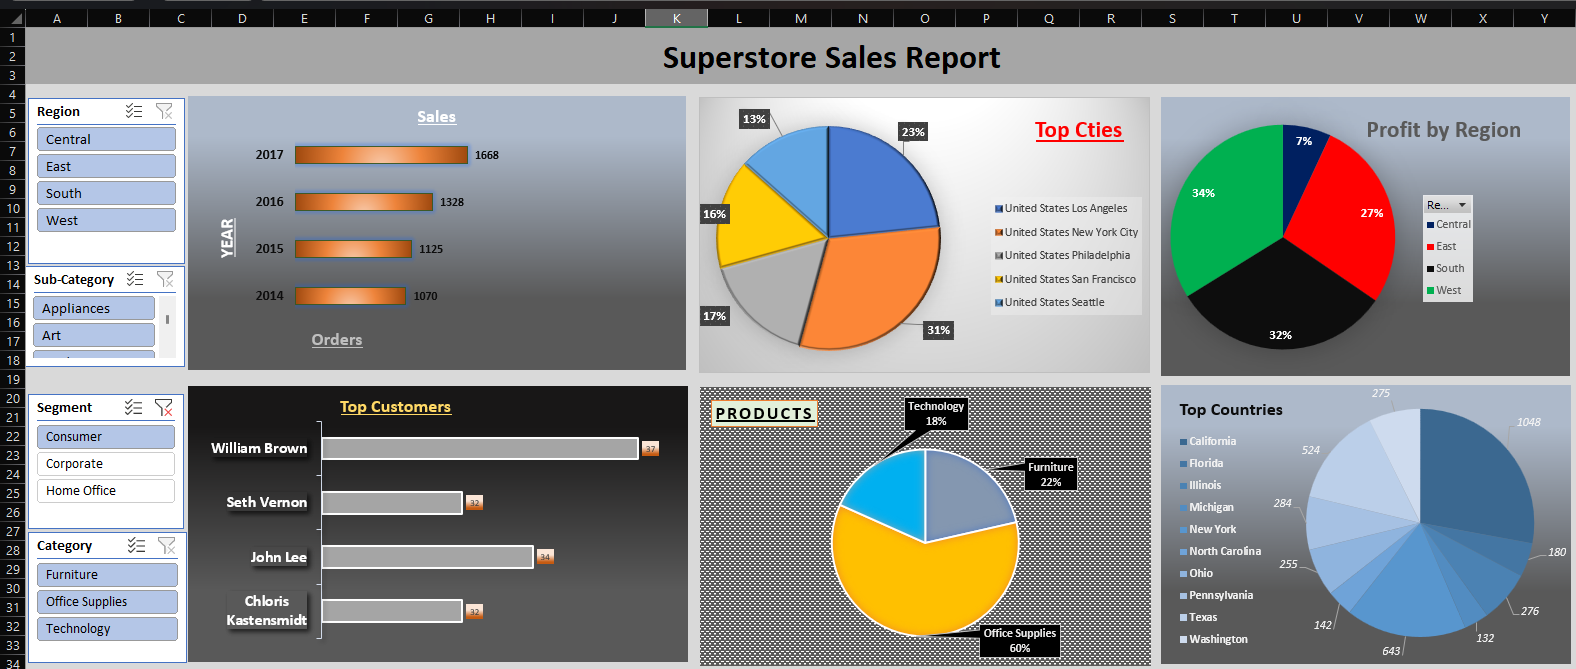 A B C D E F G H I J K L M N O P Q R S T U V W X Y
1
2
3
4
5
6
7
8
9
10
11
12
13
14
15
16
17
18
19
20
21
22
23
24
25
26
27
28
29
30
31
32
33
34
Superstore Sales Report
Region
Central
East
South
West
Sub-Category
Appliances
Art
Segment
Consumer
Corporate
Home Office
Category
Furniture
Office Supplies
Technology
Sales
YEAR
2017 1668
2016 1328
2015 1125
2014 1070
Orders
Top Cties
13%
23%
16%
17%
31%
United States Los Angeles
United States New York City
United States Philadelphia
United States San Francisco
United States Seattle
Profit by Region
7%
34%
27%
32%
Re...
Central
East
South
West
Top Customers
William Brown 37
Seth Vernon 32
John Lee 34
Chloris
Kastensmidt 32
PRODUCTS
Technology
18%
Furniture
22%
Office Supplies
60%
Top Countries
California
Florida
Illinois
Michigan
New York
North Carolina
Ohio
Pennsylvania
Texas
Washington
275
1048
524
284
180
255
276
142
132
643